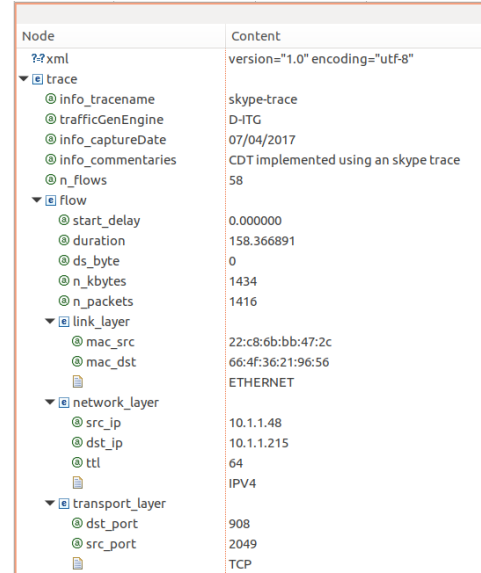 Node Content
?-?xml version="1.0" encoding="utf-8"
e trace
@ info_tracename skype-trace
@ trafficGenEngine D-ITG
@ info_captureDate 07/04/2017
@ info_commentaries CDT implemented using an skype trace
@ n_flows 58
e flow
@ start_delay 0.000000
@ duration 158.366891
@ ds_byte 0
@ n_kbytes 1434
@ n_packets 1416
e link_layer
@ mac_src 22:c8:6b:bb:47:2c
@ mac_dst 66:4f:36:21:96:56
ETHERNET
e network_layer
@ src_ip 10.1.1.48
@ dst_ip 10.1.1.215
@ ttl 64
IPV4
e transport_layer
@ dst_port 908
@ src_port 2049
TCP